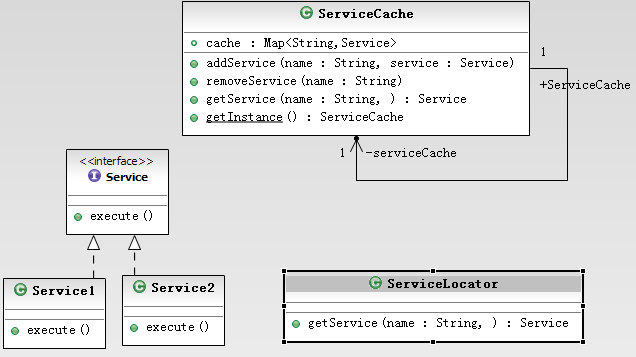 ServiceCache
cache : Map<String,Service>
addService(name : String, service : Service)
removeService(name : String)
getService(name : String, ) : Service
getInstance() : ServiceCache
1
+ServiceCache
1
-serviceCache
<<interface>>
Service
execute()
Service1
execute()
Service2
execute()
ServiceLocator
getService(name : String, ) : Service